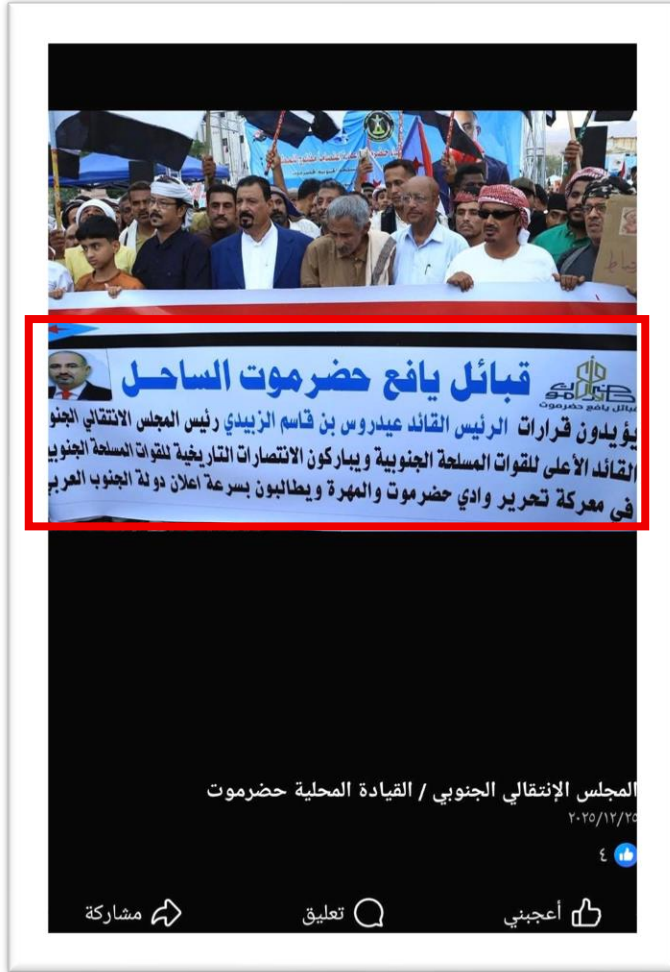 قبائل يافع حضرموت الساحل
قبائل يافع حضرموت
يؤيدون قرارات الرئيس القائد عيدروس بن قاسم الزبيدي رئيس المجلس الانتقالي الجنو
القائد الأعلى للقوات المسلحة الجنوبية ويباركون الانتصارات التاريخية للقوات المسلحة الجنوبي
في معركة تحرير وادي حضرموت والمهرة ويطالبون بسرعة اعلان دولة الجنوب العربي
المجلس الإنتقالي الجنوبي / القيادة المحلية حضرموت
٢٠٢٥/١٢/٢٥
٤
أعجبني
تعليق
مشاركة